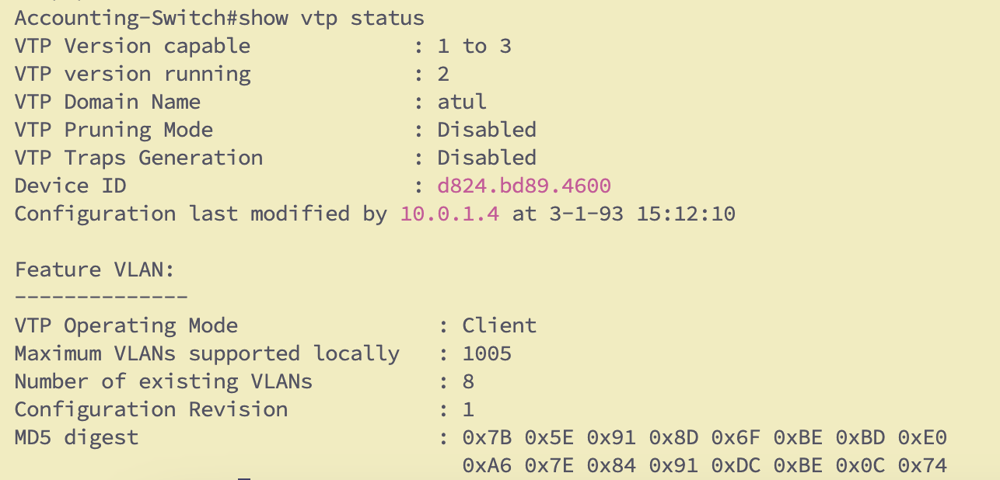 Accounting-Switch#show vtp status
VTP Version capable : 1 to 3
VTP version running : 2
VTP Domain Name : atul
VTP Pruning Mode : Disabled
VTP Traps Generation : Disabled
Device ID : d824.bd89.4600
Configuration last modified by 10.0.1.4 at 3-1-93 15:12:10
Feature VLAN:
--------------
VTP Operating Mode : Client
Maximum VLANs supported locally : 1005
Number of existing VLANs : 8
Configuration Revision : 1
MD5 digest : 0x7B 0x5E 0x91 0x8D 0x6F 0xBE 0xBD 0xE0
0xA6 0x7E 0x84 0x91 0xDC 0xBE 0x0C 0x74